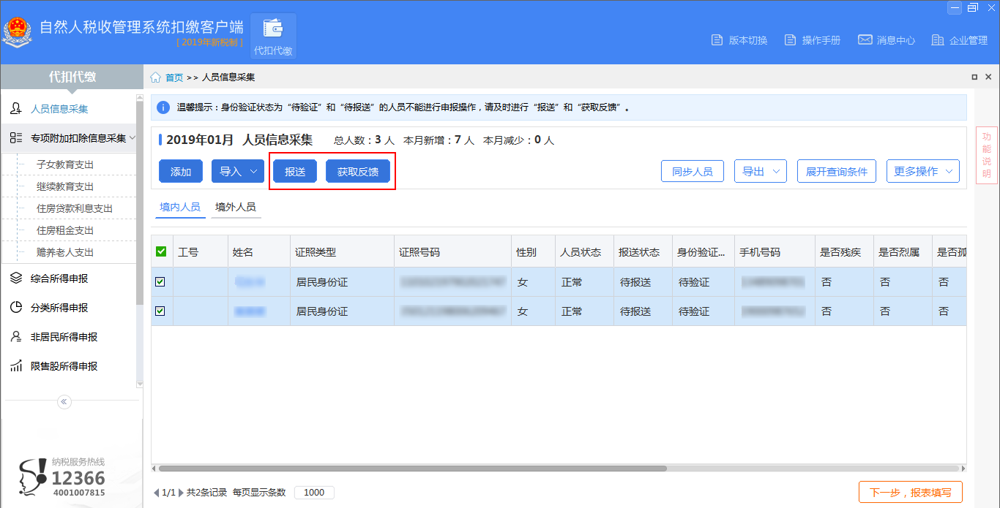 自然人税收管理系统扣缴客户端
[ 2019年新税制 ]
代扣代缴
版本切换
操作手册
消息中心
企业管理
代扣代缴
首页 >> 人员信息采集
人员信息采集
专项附加扣除信息采集
子女教育支出
继续教育支出
住房贷款利息支出
住房租金支出
赡养老人支出
综合所得申报
分类所得申报
非居民所得申报
限售股所得申报
纳税服务热线
12366
4001007815
温馨提示：身份验证状态为“待验证”和“待报送”的人员不能进行申报操作，请及时进行“报送”和“获取反馈”。
2019年01月 人员信息采集 总人数：3 人 本月新增：7 人 本月减少：0 人
添加 导入 报送 获取反馈 同步人员 导出 展开查询条件 更多操作
境内人员 境外人员
工号 姓名 证照类型 证照号码 性别 人员状态 报送状态 身份验证... 手机号码 是否残疾 是否烈属 是否孤
居民身份证 女 正常 待报送 待验证 否 否 否
居民身份证 女 正常 待报送 待验证 否 否 否
1/1 共2条记录 每页显示条数 1000
下一步，报表填写
功能说明